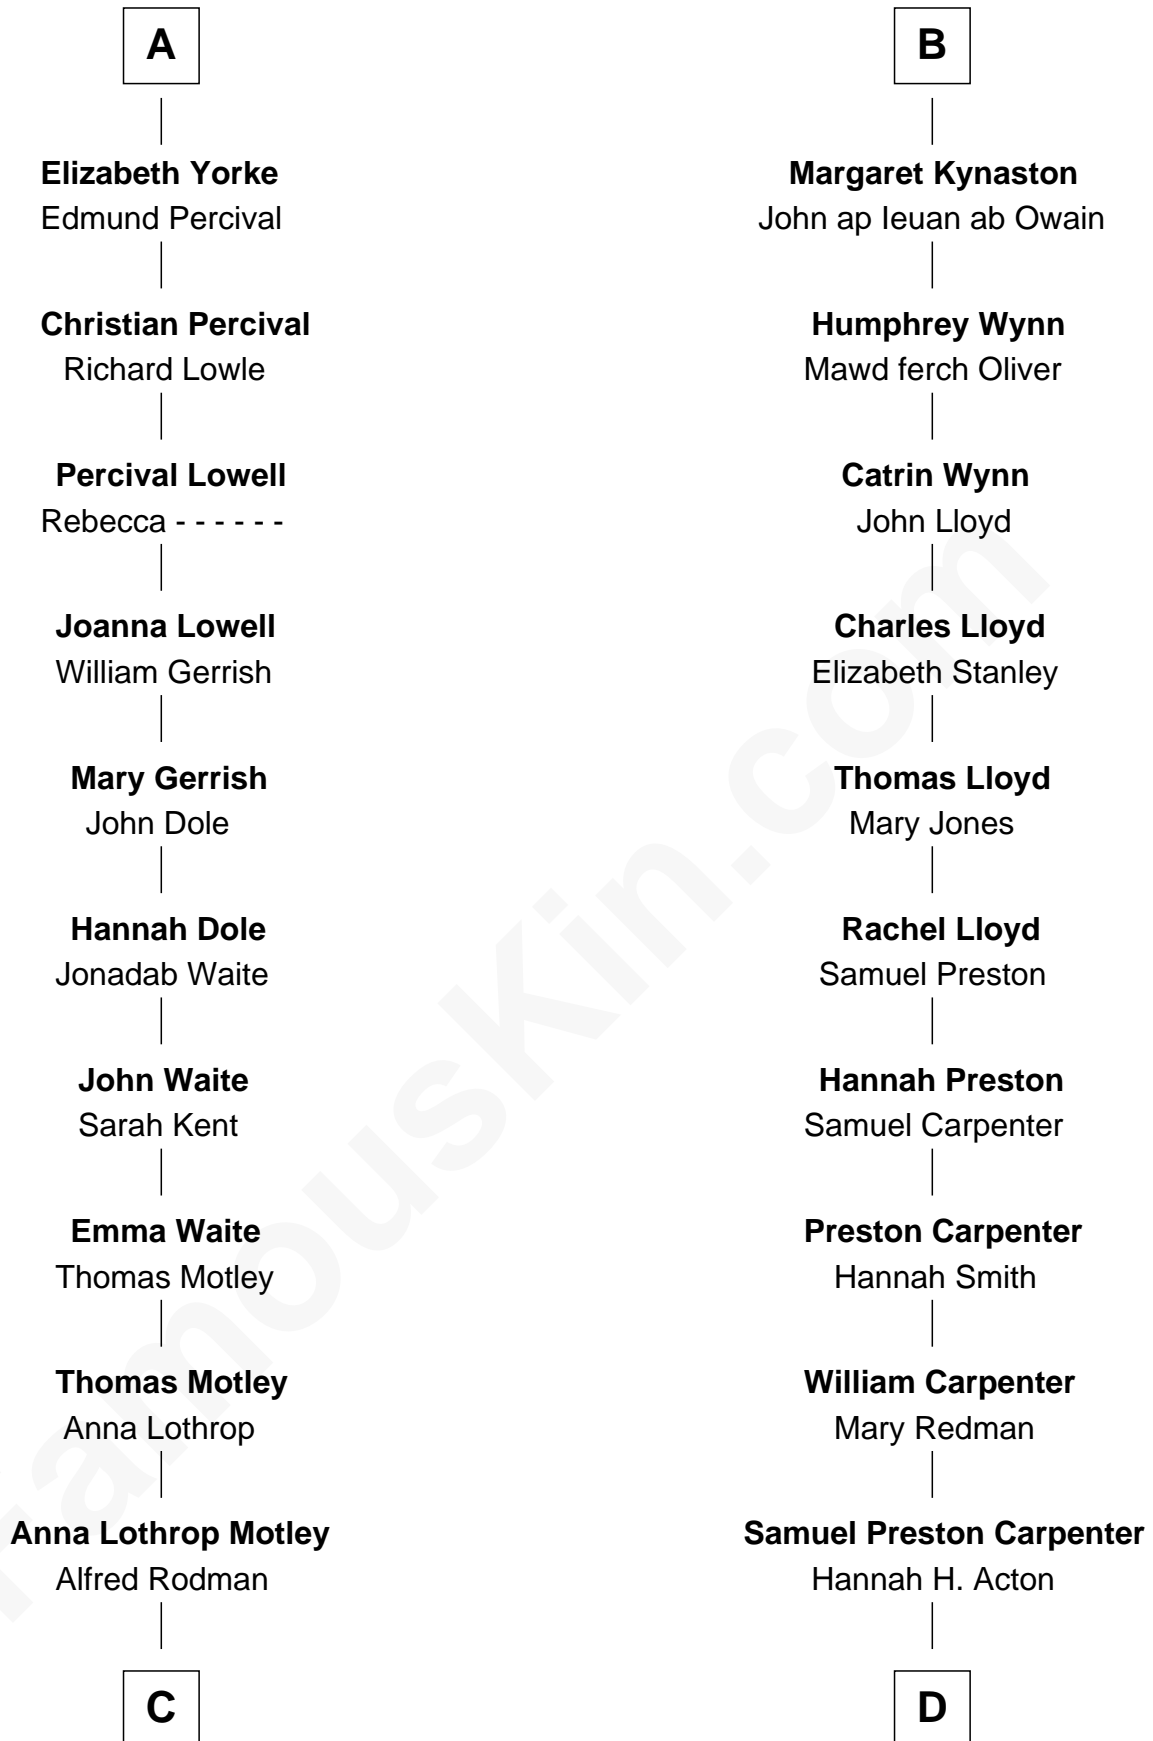 A
Elizabeth Yorke
Edmund Percival
Christian Percival
Richard Lowle
Percival Lowell
Rebecca - - - - - -
Joanna Lowell
William Gerrish
Mary Gerrish
John Dole
Hannah Dole
Jonadab Waite
John Waite
Sarah Kent
Emma Waite
Thomas Motley
Thomas Motley
Anna Lothrop
Anna Lothrop Motley
Alfred Rodman
C
B
Margaret Kynaston
John ap Ieuan ab Owain
Humphrey Wynn
Mawd ferch Oliver
Catrin Wynn
John Lloyd
Charles Lloyd
Elizabeth Stanley
Thomas Lloyd
Mary Jones
Rachel Lloyd
Samuel Preston
Hannah Preston
Samuel Carpenter
Preston Carpenter
Hannah Smith
William Carpenter
Mary Redman
Samuel Preston Carpenter
Hannah H. Acton
D
FamousKin.com